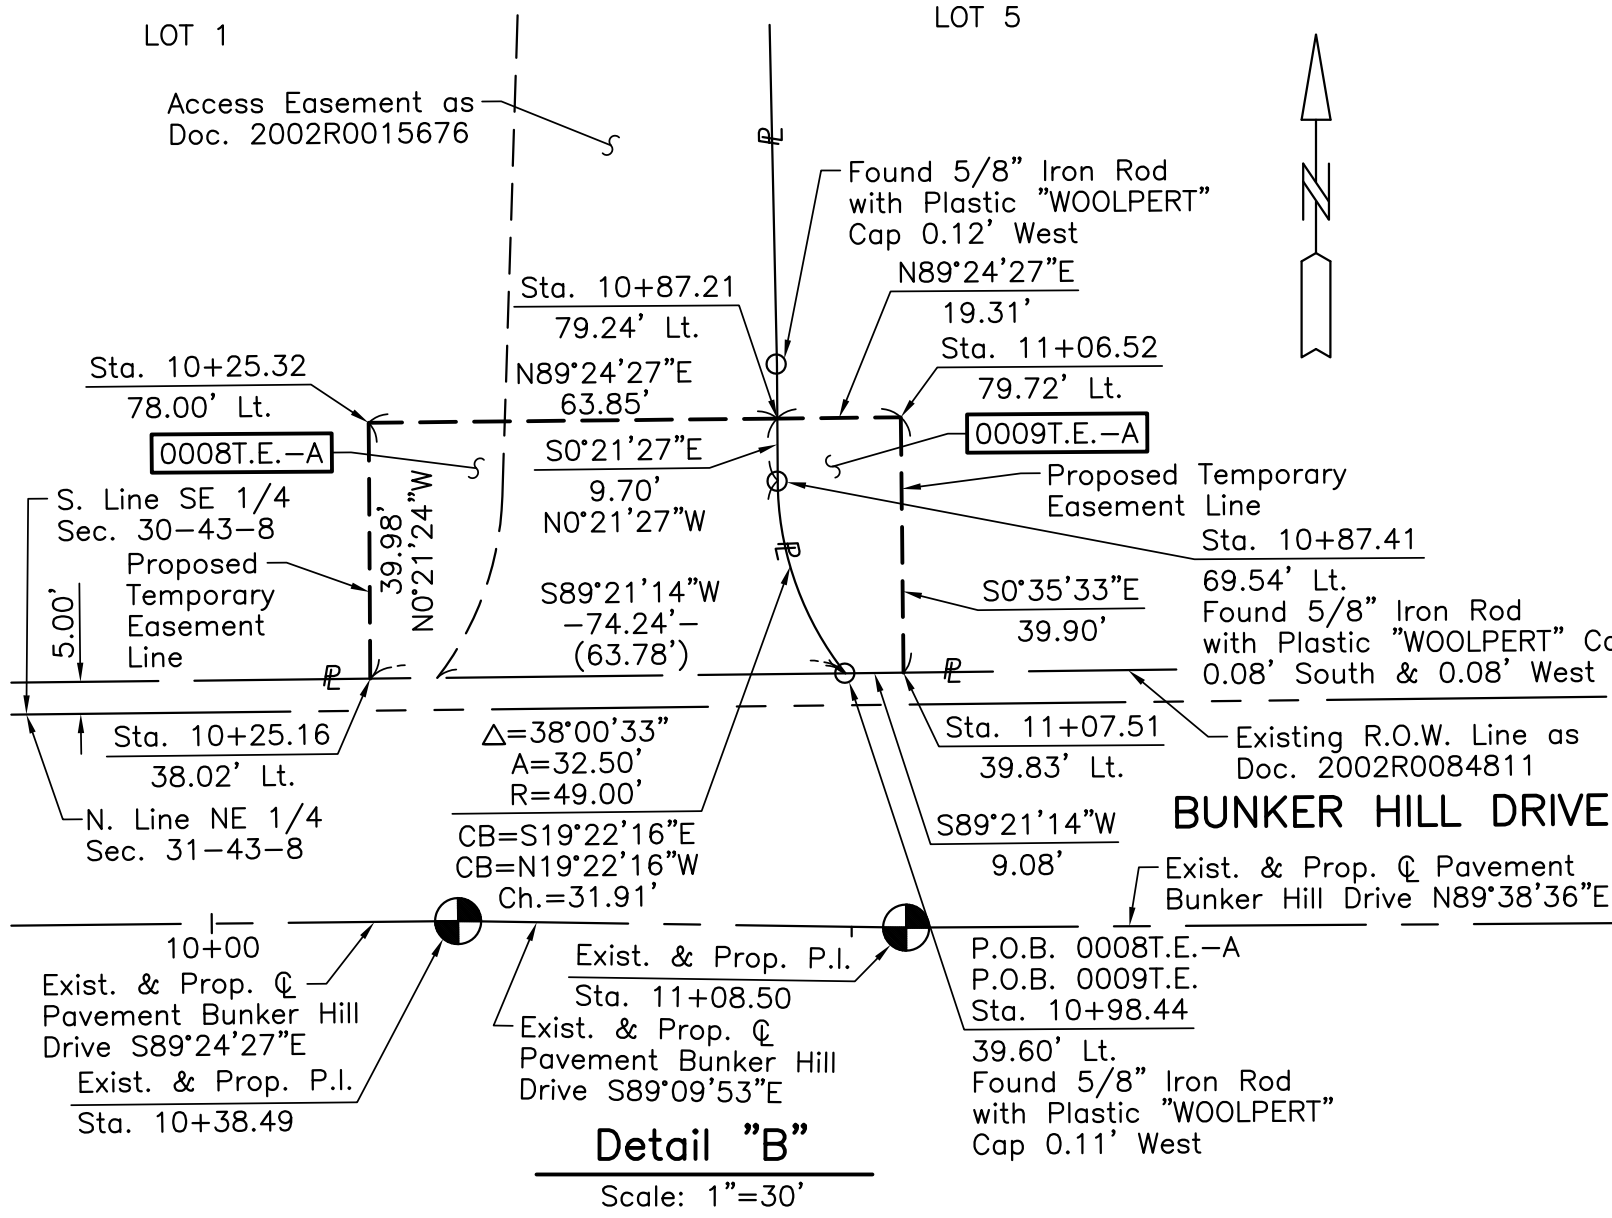 LOT 1
LOT 5
Access Easement as
Doc. 2002R0015676
PL
Found 5/8" Iron Rod
with Plastic "WOOLPERT"
Cap 0.12' West
N
N89°24'27"E
19.31'
Sta. 10+87.21
79.24' Lt.
Sta. 11+06.52
79.72' Lt.
Sta. 10+25.32
78.00' Lt.
N89°24'27"E
63.85'
0008T.E.-A
0009T.E.-A
S0°21'27"E
9.70'
N0°21'27"W
Proposed Temporary
Easement Line
S. Line SE 1/4
Sec. 30-43-8
39.98'
N0°21'24"W
Proposed
Temporary
Easement
Line
5.00'
PL
Sta. 10+87.41
69.54' Lt.
Found 5/8" Iron Rod
with Plastic "WOOLPERT" Ca
0.08' South & 0.08' West
S89°21'14"W
-74.24'-
(63.78')
S0°35'33"E
39.90'
PL
PL
Sta. 10+25.16
38.02' Lt.
△=38°00'33"
A=32.50'
R=49.00'
CB=S19°22'16"E
CB=N19°22'16"W
Ch.=31.91'
Sta. 11+07.51
39.83' Lt.
Existing R.O.W. Line as
Doc. 2002R0084811
BUNKER HILL DRIVE
N. Line NE 1/4
Sec. 31-43-8
S89°21'14"W
9.08'
Exist. & Prop. ℄ Pavement
Bunker Hill Drive N89°38'36"E
10+00
Exist. & Prop. ℄
Pavement Bunker Hill
Drive S89°24'27"E
Exist. & Prop. P.I.
Sta. 10+38.49
Exist. & Prop. P.I.
Sta. 11+08.50
Exist. & Prop. ℄
Pavement Bunker Hill
Drive S89°09'53"E
P.O.B. 0008T.E.-A
P.O.B. 0009T.E.
Sta. 10+98.44
39.60' Lt.
Found 5/8" Iron Rod
with Plastic "WOOLPERT"
Cap 0.11' West
Detail "B"
Scale: 1"=30'